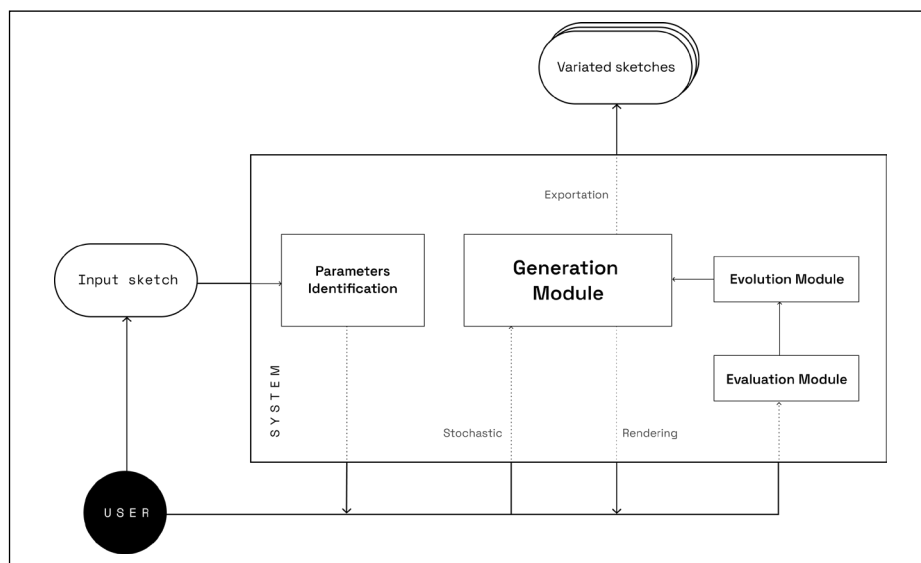 Variated sketches
Exportation
Input sketch
Parameters
Identification
Generation
Module
Evolution Module
Evaluation Module
SYSTEM
Stochastic
Rendering
USER